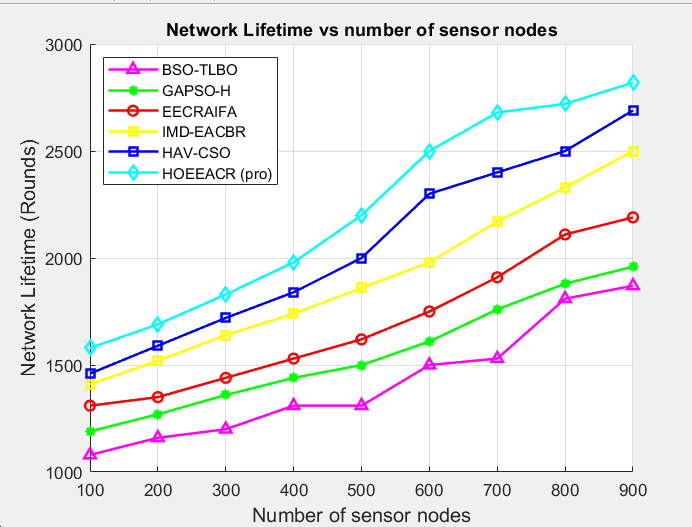 Network Lifetime vs number of sensor nodes
3000
2500
2000
1500
1000
Network Lifetime (Rounds)
BSO-TLBO
GAPSO-H
EECRAIFA
IMD-EACBR
HAV-CSO
HOEEACR (pro)
100 200 300 400 500 600 700 800 900
Number of sensor nodes